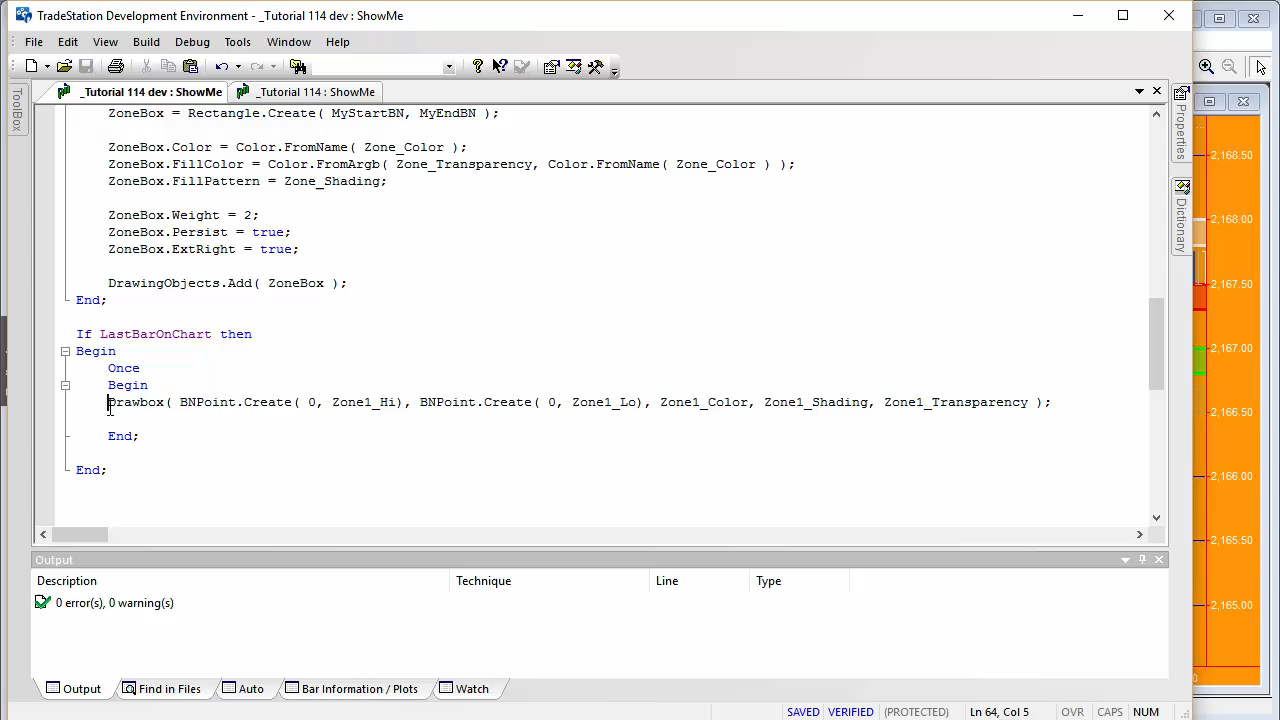 TradeStation Development Environment - _Tutorial 114 dev : ShowMe
File Edit View Build Debug Tools Window Help
_Tutorial 114 dev : ShowMe _Tutorial 114 : ShowMe
ToolBox
Properties
Dictionary
ZoneBox = Rectangle.Create( MyStartBN, MyEndBN );
ZoneBox.Color = Color.FromName( Zone_Color );
ZoneBox.FillColor = Color.FromArgb( Zone_Transparency, Color.FromName( Zone_Color ) );
ZoneBox.FillPattern = Zone_Shading;
ZoneBox.Weight = 2;
ZoneBox.Persist = true;
ZoneBox.ExtRight = true;
DrawingObjects.Add( ZoneBox );
End;
If LastBarOnChart then
Begin
Once
Begin
Drawbox( BNPoint.Create( 0, Zone1_Hi), BNPoint.Create( 0, Zone1_Lo), Zone1_Color, Zone1_Shading, Zone1_Transparency );
End;
End;
2,168.50
2,168.00
2,167.50
2,167.00
2,166.50
2,166.00
2,165.50
2,165.00
Output
Description Technique Line Type
0 error(s), 0 warning(s)
Output Find in Files Auto Bar Information / Plots Watch
SAVED VERIFIED (PROTECTED) Ln 64, Col 5 OVR CAPS NUM